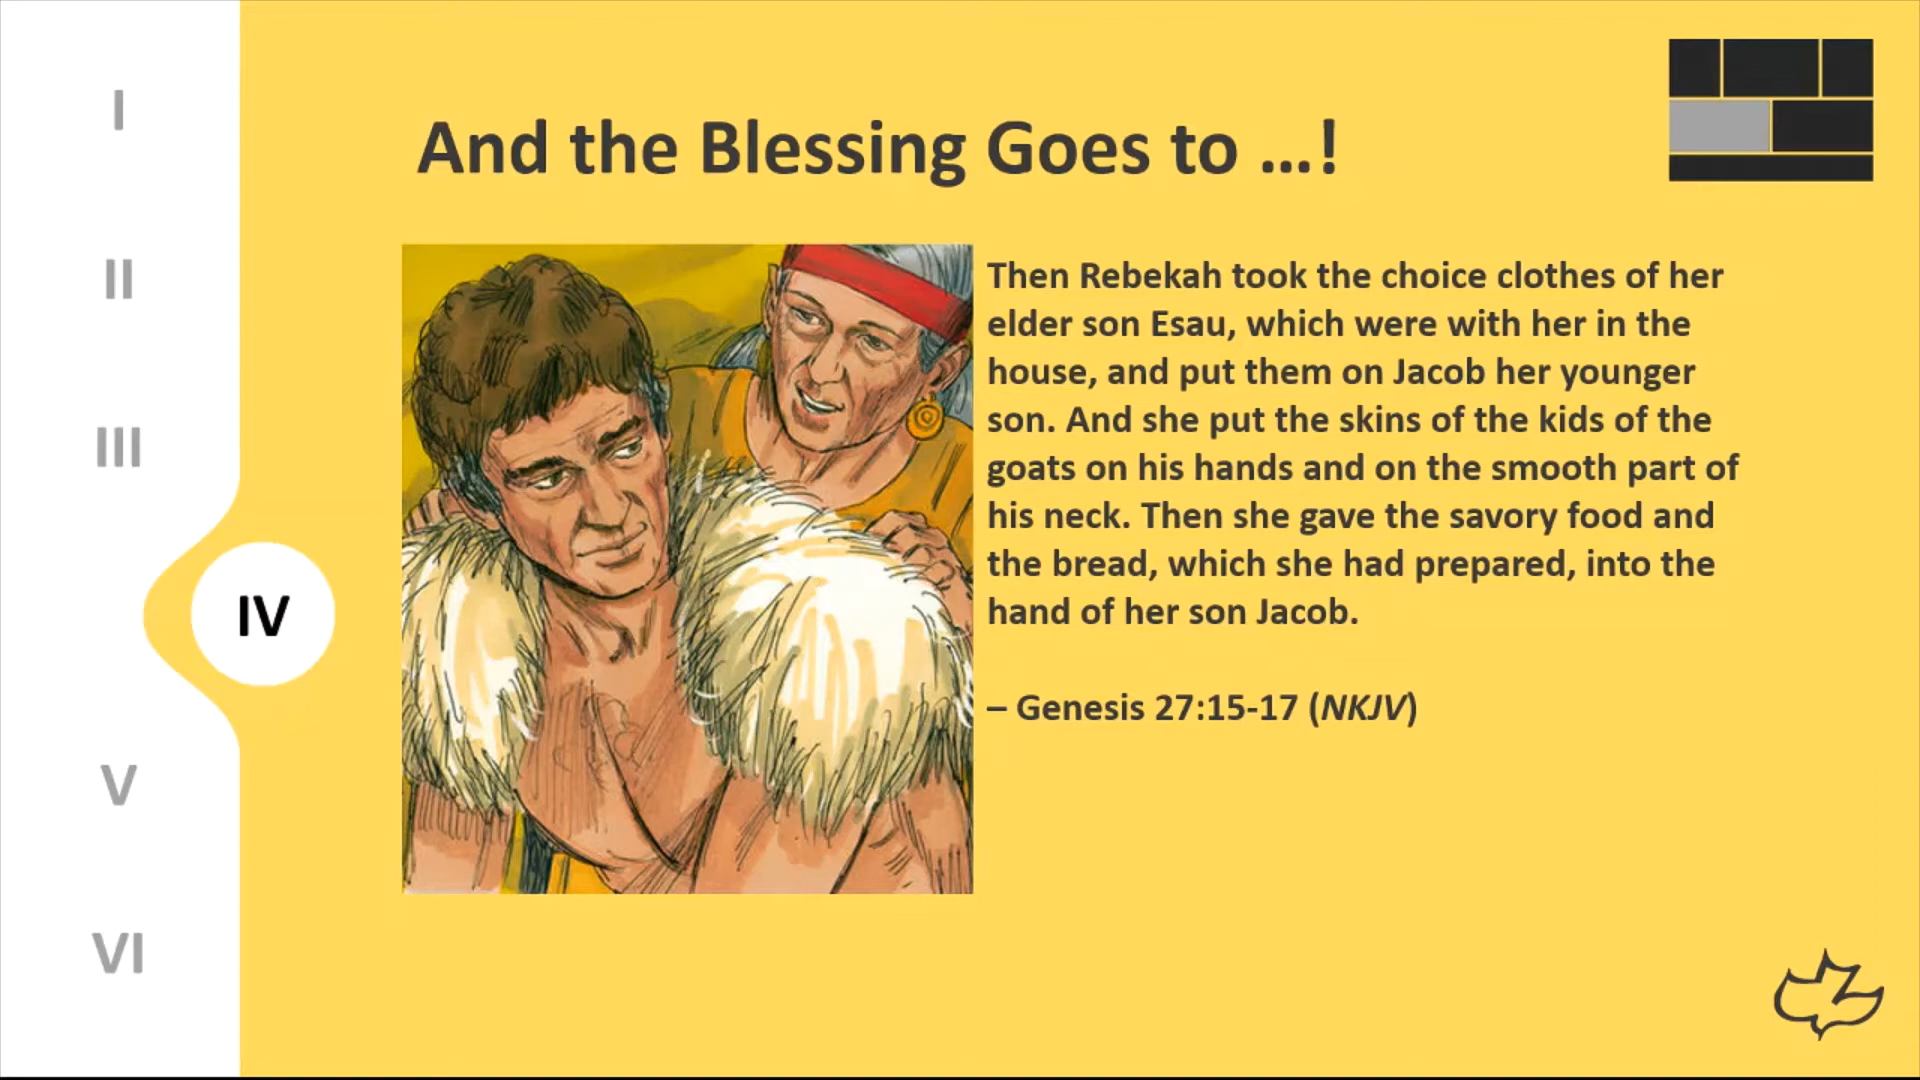 I
II
III
IV
V
VI
And the Blessing Goes to ...!
Then Rebekah took the choice clothes of her
elder son Esau, which were with her in the
house, and put them on Jacob her younger
son. And she put the skins of the kids of the
goats on his hands and on the smooth part of
his neck. Then she gave the savory food and
the bread, which she had prepared, into the
hand of her son Jacob.
– Genesis 27:15-17 (NKJV)